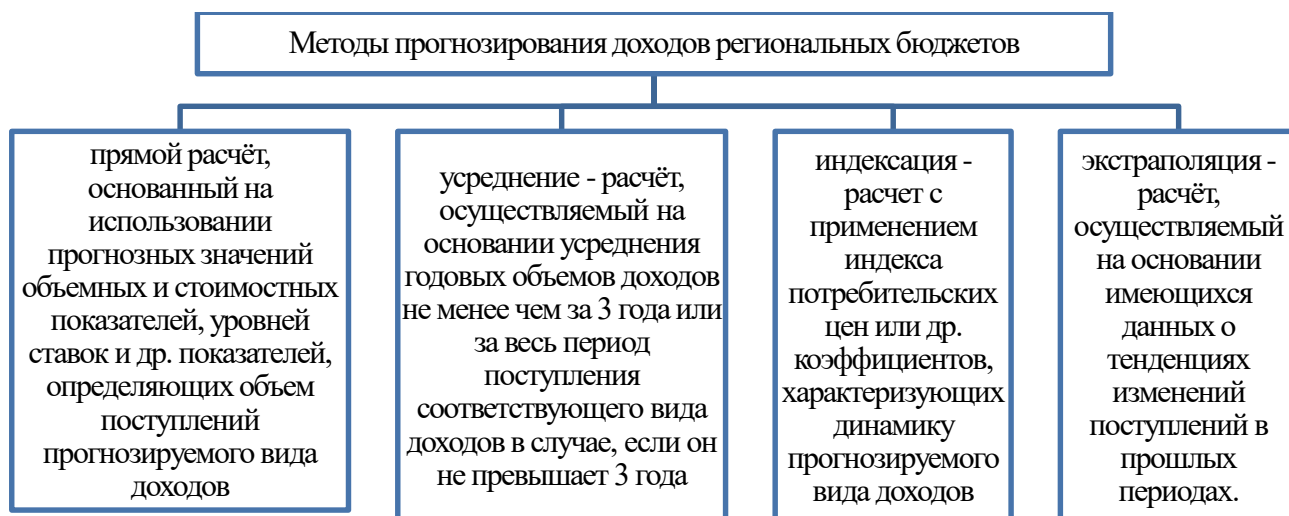 Методы прогнозирования доходов региональных бюджетов
прямой расчёт,
основанный на
использовании
прогнозных значений
объемных и стоимостных
показателей, уровней
ставок и др. показателей,
определяющих объем
поступлений
прогнозируемого вида
доходов
усреднение - расчёт,
осуществляемый на
основании усреднения
годовых объемов доходов
не менее чем за 3 года или
за весь период
поступления
соответствующего вида
доходов в случае, если он
не превышает 3 года
индексация -
расчет с
применением
индекса
потребительских
цен или др.
коэффициентов,
характеризующих
динамику
прогнозируемого
вида доходов
экстраполяция -
расчёт,
осуществляемый
на основании
имеющихся
данных о
тенденциях
изменений
поступлений в
прошлых
периодах.